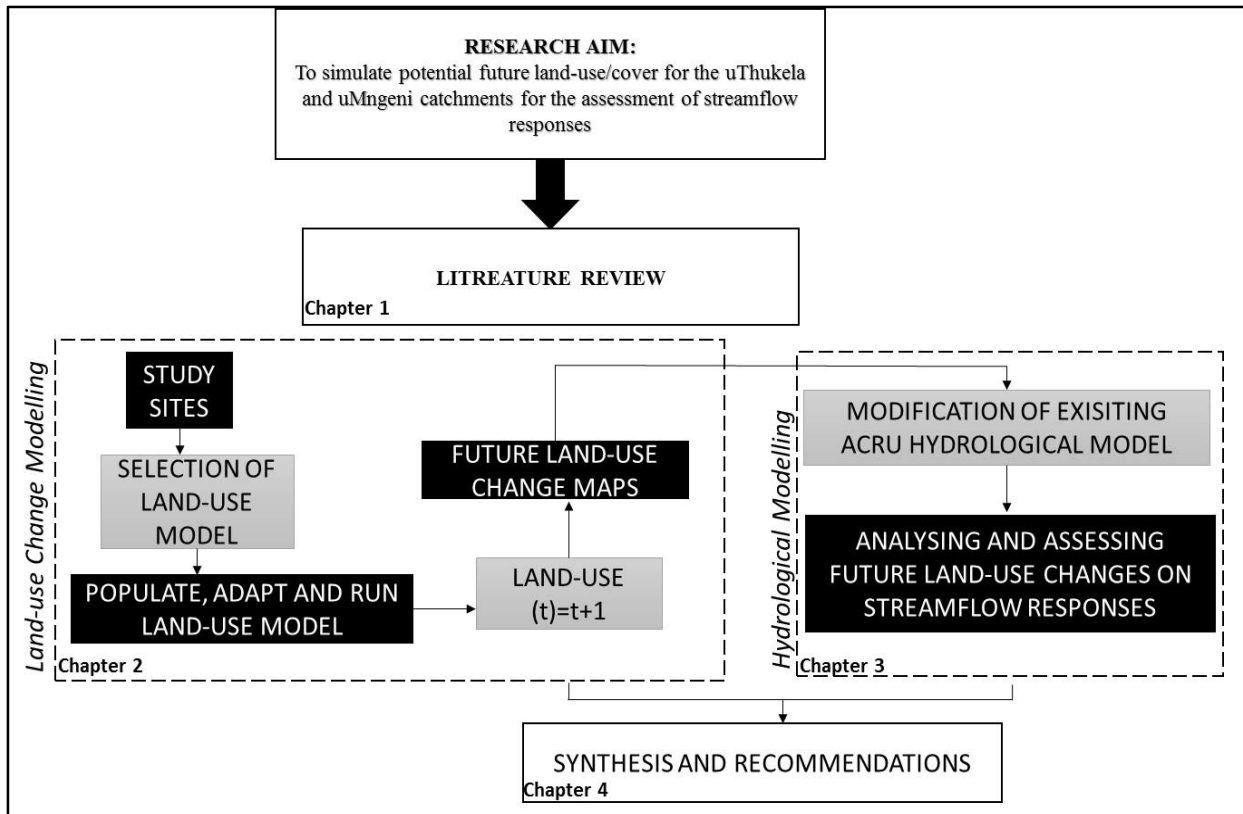 RESEARCH AIM:
To simulate potential future land-use/cover for the uThukela
and uMngeni catchments for the assessment of streamflow
responses
LITREATURE REVIEW
Chapter 1
Land-use Change Modelling
STUDY
SITES
SELECTION OF
LAND-USE
MODEL
POPULATE, ADAPT AND RUN
LAND-USE MODEL
LAND-USE
(t)=t+1
FUTURE LAND-USE
CHANGE MAPS
Chapter 2
Hydrological Modelling
MODIFICATION OF EXISITING
ACRU HYDROLOGICAL MODEL
ANALYSING AND ASSESSING
FUTURE LAND-USE CHANGES ON
STREAMFLOW RESPONSES
Chapter 3
SYNTHESIS AND RECOMMENDATIONS
Chapter 4